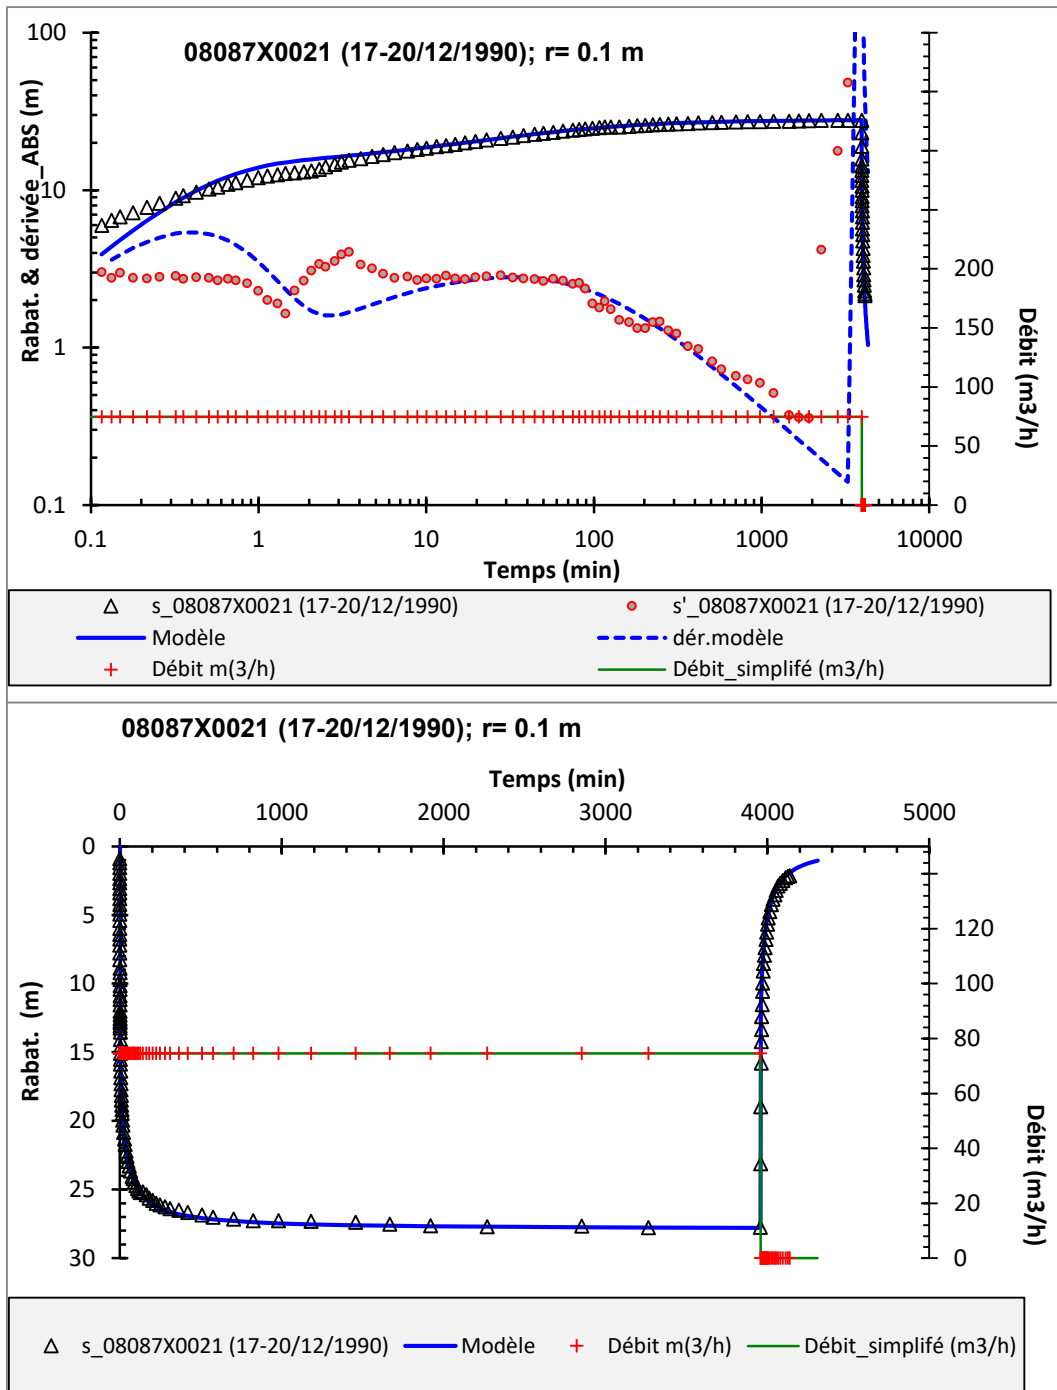 08087X0021 (17-20/12/1990); r= 0.1 m
Rabat. & dérivée_ABS (m)
100
10
1
0.1
200
150
100
50
0
Débit (m3/h)
0.1 1 10 100 1000 10000
Temps (min)
s_08087X0021 (17-20/12/1990) s'_08087X0021 (17-20/12/1990)
Modèle dér.modèle
Débit m(3/h) Débit_simplifé (m3/h)
08087X0021 (17-20/12/1990); r= 0.1 m
Temps (min)
0 1000 2000 3000 4000 5000
Rabat. (m)
0
5
10
15
20
25
30
120
100
80
60
40
20
0
Débit (m3/h)
s_08087X0021 (17-20/12/1990) Modèle Débit m(3/h) Débit_simplifé (m3/h)